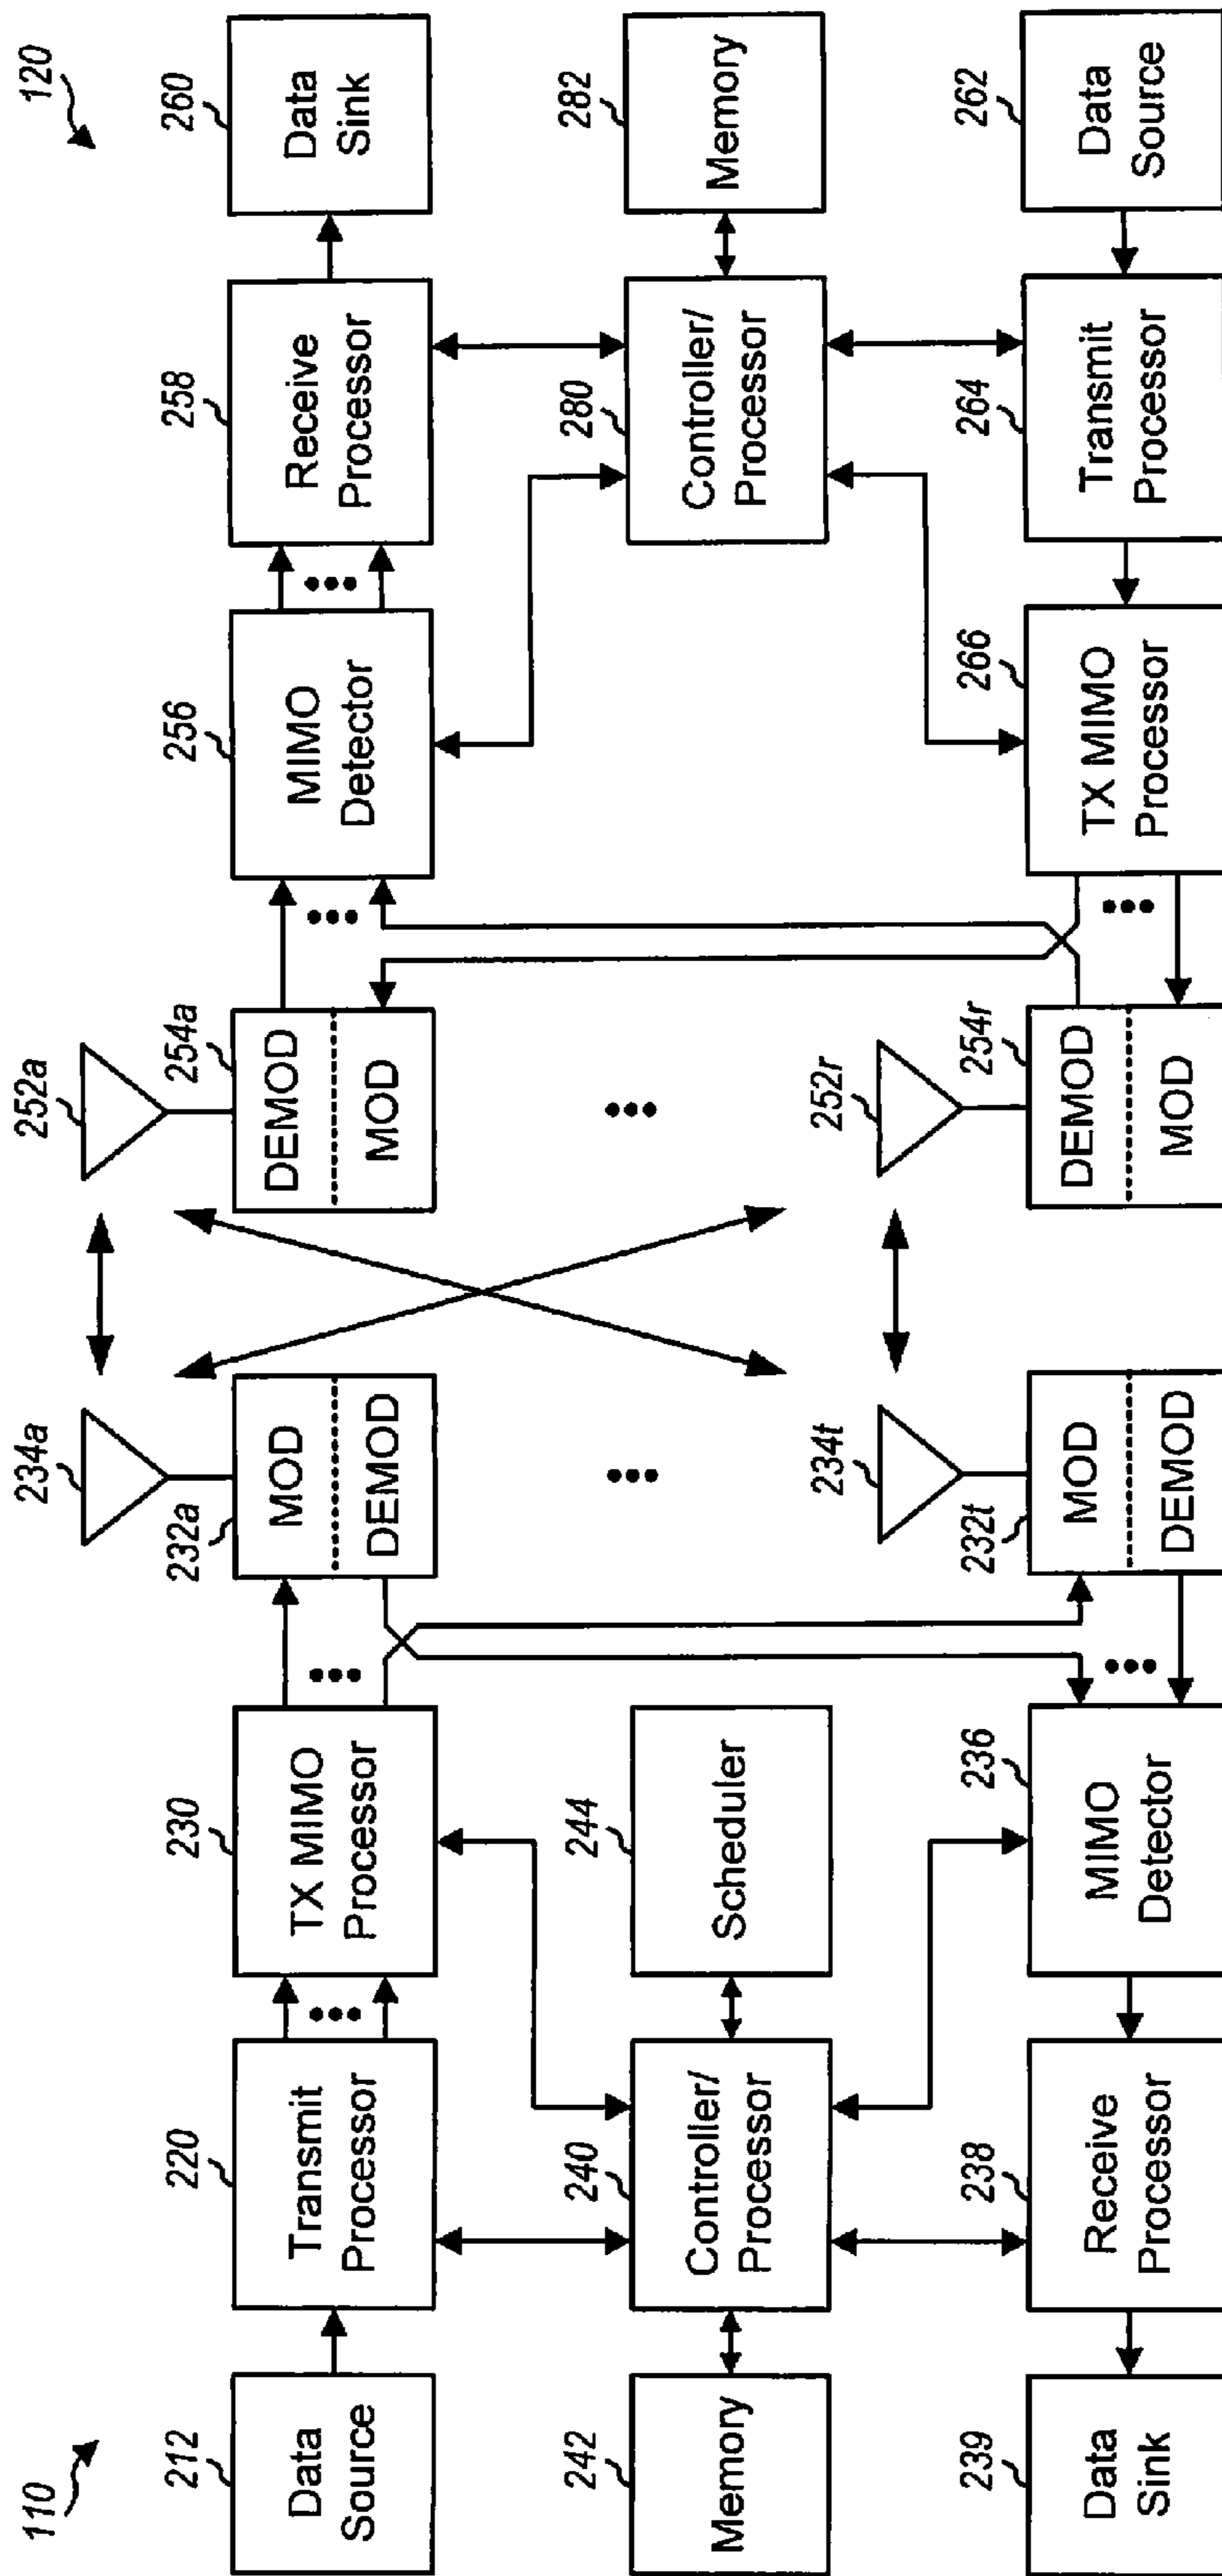 110
120
212
Data
Source
220
Transmit
Processor
230
TX MIMO
Processor
232a
MOD
DEMOD
234a
252a
254a
DEMOD
MOD
256
MIMO
Detector
258
Receive
Processor
260
Data
Sink
242
Memory
240
Controller/
Processor
244
Scheduler
280
Controller/
Processor
282
Memory
239
Data
Sink
238
Receive
Processor
236
MIMO
Detector
232t
MOD
DEMOD
234t
252r
254r
DEMOD
MOD
266
TX MIMO
Processor
264
Transmit
Processor
262
Data
Source